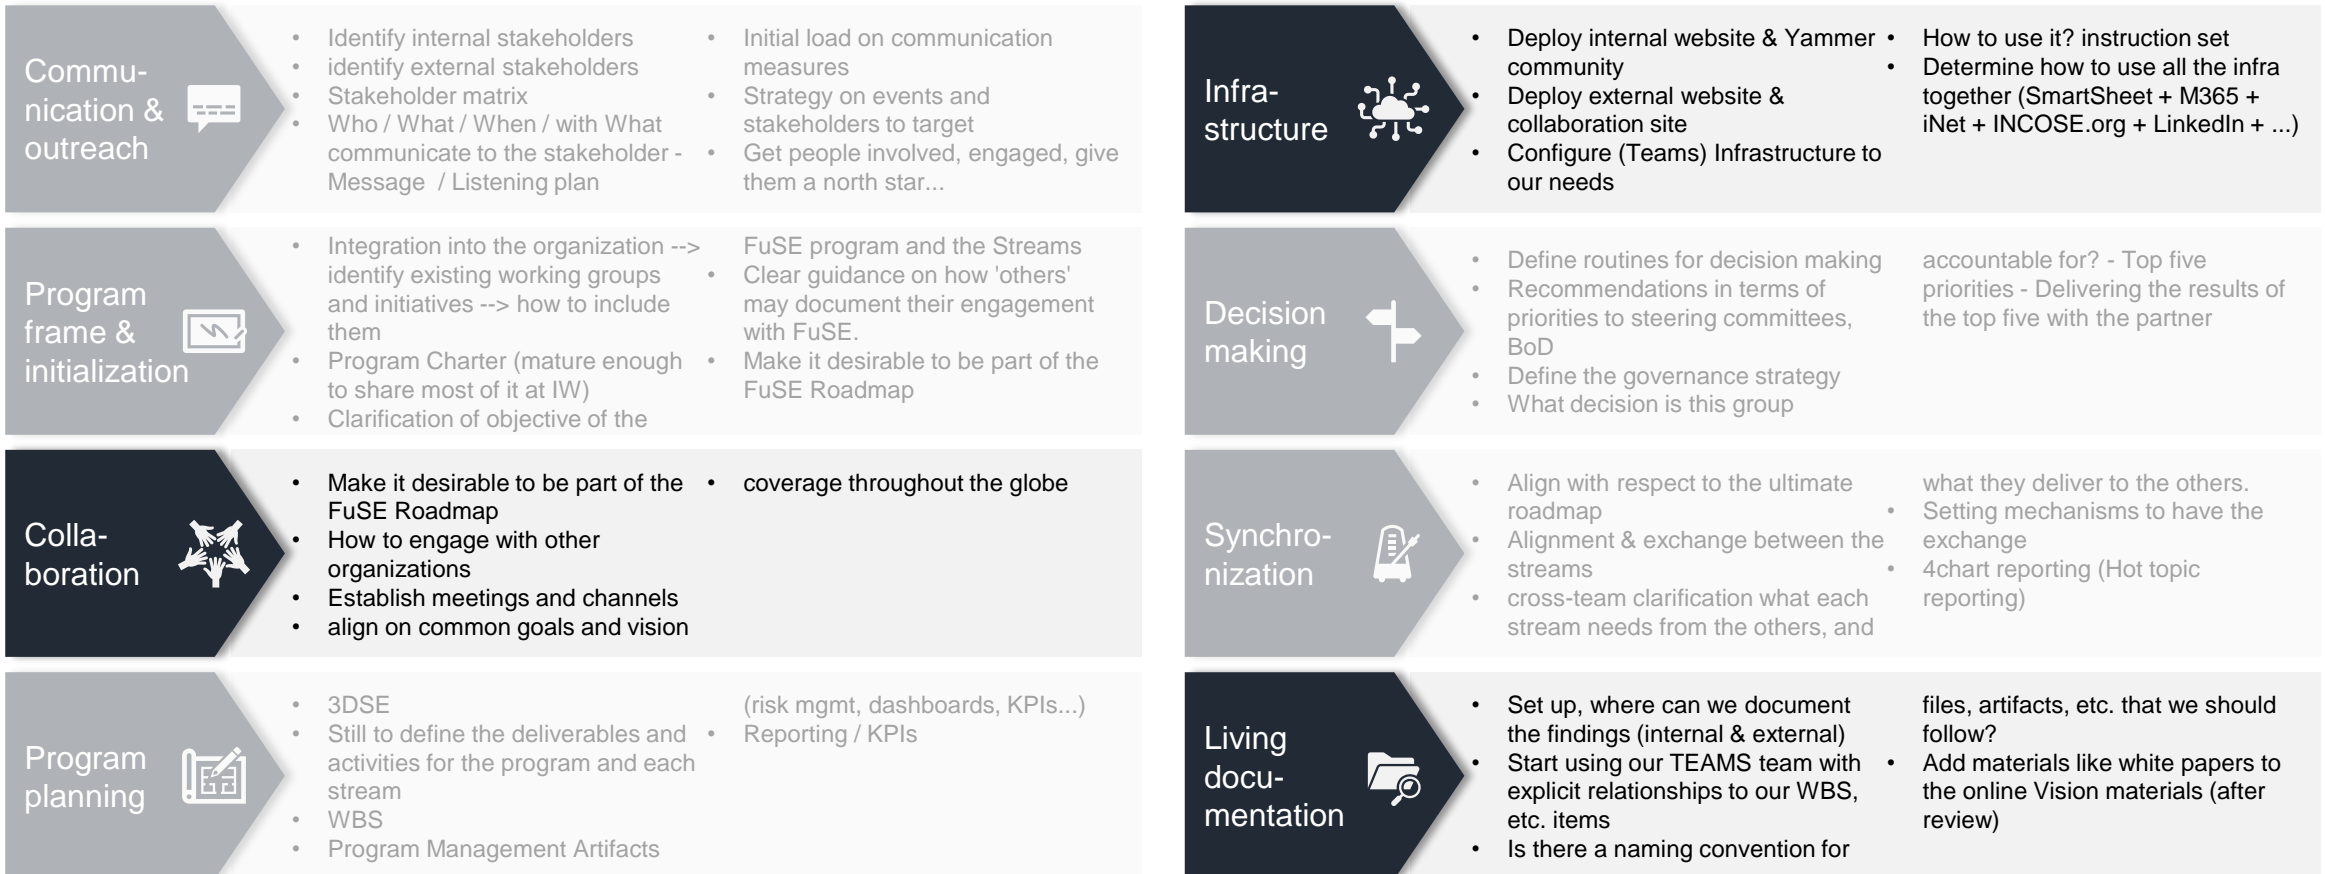 Commu-
nication &
outreach
• Identify internal stakeholders
• identify external stakeholders
• Stakeholder matrix
• Who / What / When / with What
communicate to the stakeholder -
Message / Listening plan
• Initial load on communication
measures
• Strategy on events and
stakeholders to target
• Get people involved, engaged, give
them a north star...
Infra-
structure
• Deploy internal website & Yammer
community
• Deploy external website &
collaboration site
• Configure (Teams) Infrastructure to
our needs
• How to use it? instruction set
• Determine how to use all the infra
together (SmartSheet + M365 +
iNet + INCOSE.org + LinkedIn + ...)
Program
frame &
initialization
• Integration into the organization -->
identify existing working groups
and initiatives --> how to include
them
• Program Charter (mature enough
to share most of it at IW)
• Clarification of objective of the
FuSE program and the Streams
• Clear guidance on how 'others'
may document their engagement
with FuSE.
• Make it desirable to be part of the
FuSE Roadmap
Decision
making
• Define routines for decision making
• Recommendations in terms of
priorities to steering committees,
BoD
• Define the governance strategy
• What decision is this group
accountable for? - Top five
priorities - Delivering the results of
the top five with the partner
Colla-
boration
• Make it desirable to be part of the
FuSE Roadmap
• How to engage with other
organizations
• Establish meetings and channels
• align on common goals and vision
• coverage throughout the globe
Synchro-
nization
• Align with respect to the ultimate
roadmap
• Alignment & exchange between the
streams
• cross-team clarification what each
stream needs from the others, and
what they deliver to the others.
• Setting mechanisms to have the
exchange
• 4chart reporting (Hot topic
reporting)
Program
planning
• 3DSE
• Still to define the deliverables and
activities for the program and each
stream
• WBS
• Program Management Artifacts
(risk mgmt, dashboards, KPIs...)
• Reporting / KPIs
Living
docu-
mentation
• Set up, where can we document
the findings (internal & external)
• Start using our TEAMS team with
explicit relationships to our WBS,
etc. items
• Is there a naming convention for
files, artifacts, etc. that we should
follow?
• Add materials like white papers to
the online Vision materials (after
review)